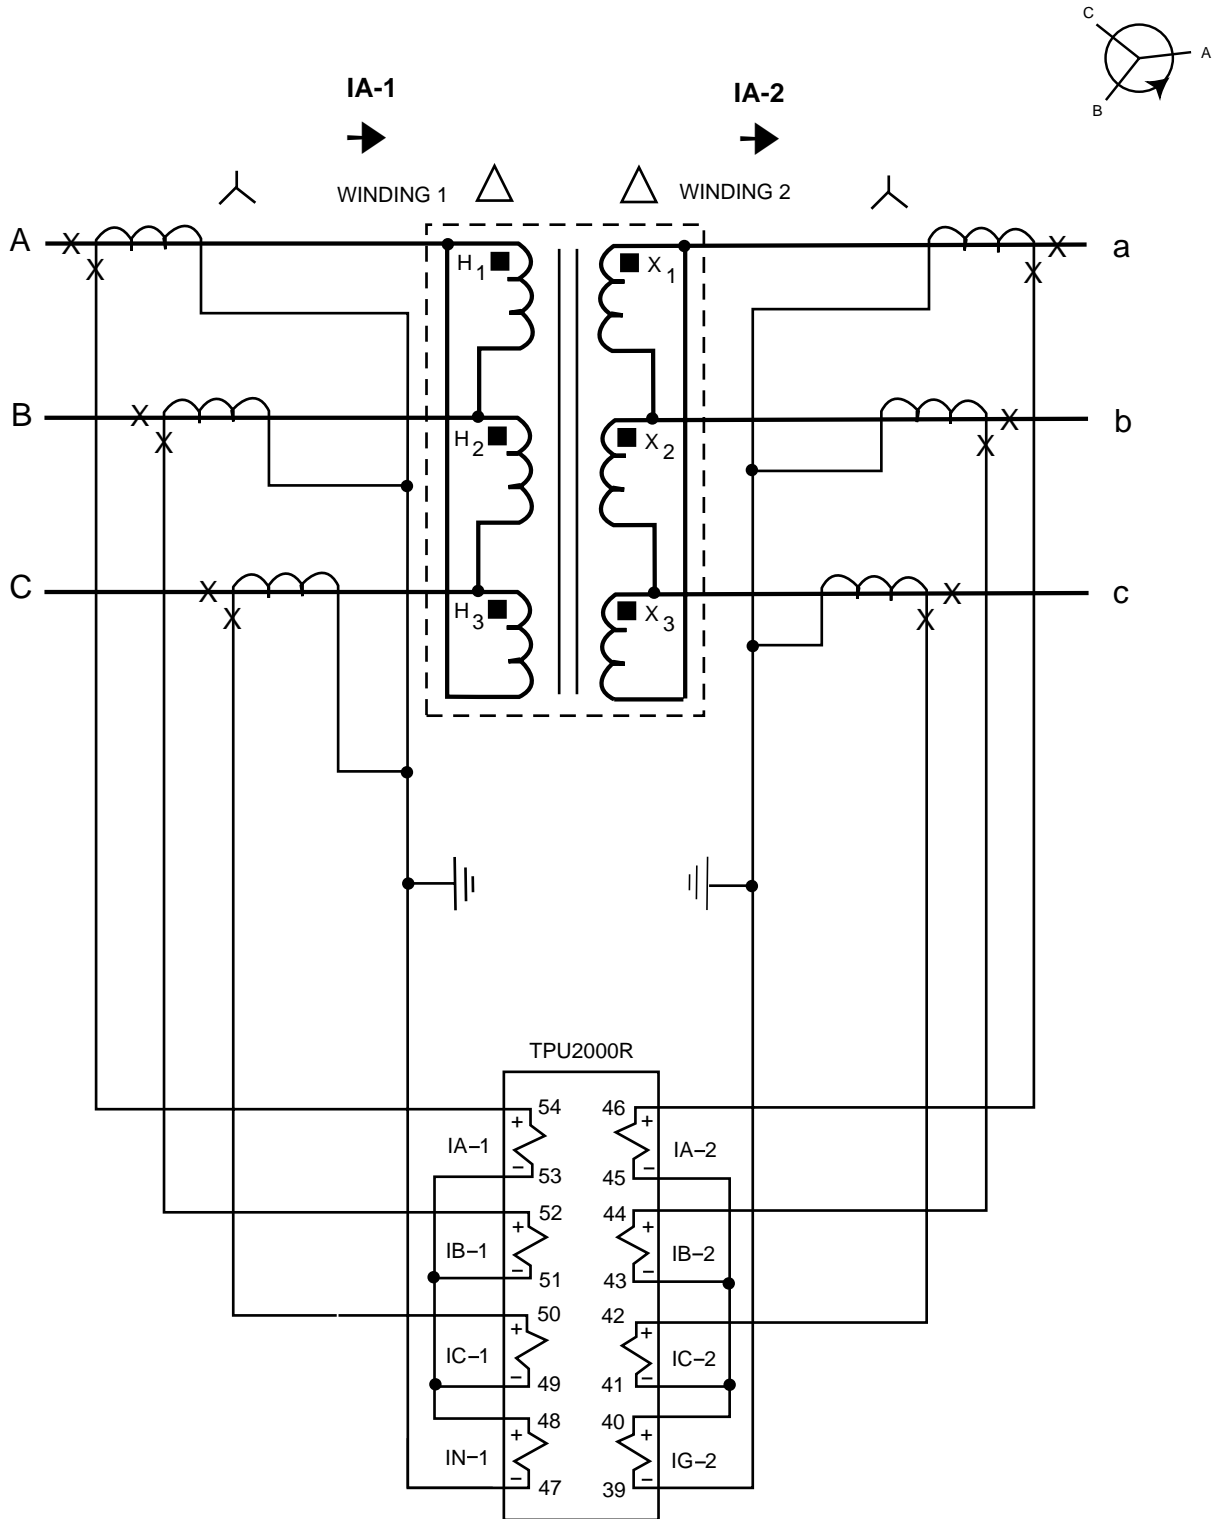 C
A
B
IA-1
IA-2
WINDING 1
WINDING 2
A
X
X
H1
X1
X
X
a
B
X
X
H2
X2
X
X
b
C
X
X
H3
X3
X
X
c
TPU2000R
54
46
+
+
IA–1
IA–2
–
–
53
45
52
44
+
+
IB–1
IB–2
–
–
51
43
50
42
+
+
IC–1
IC–2
–
–
49
41
48
40
+
+
IN–1
IG–2
–
–
47
39